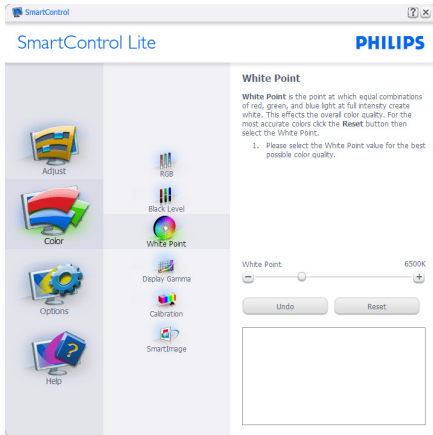 SmartControl
SmartControl Lite
PHILIPS
Adjust
Color
Options
Help
RGB
Black Level
White Point
Display Gamma
Calibration
SmartImage
White Point
White Point is the point at which equal combinations
of red, green, and blue light at full intensity create
white. This effects the overall color quality. For the
most accurate colors click the Reset button then
select the White Point.
1. Please select the White Point value for the best
possible color quality.
White Point 6500K
Undo Reset